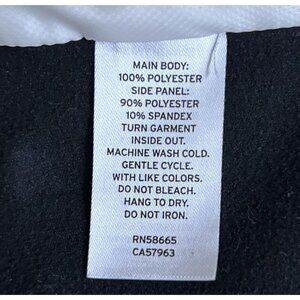 MAIN BODY:
100% POLYESTER
SIDE PANEL:
90% POLYESTER
10% SPANDEX
TURN GARMENT
INSIDE OUT.
MACHINE WASH COLD.
GENTLE CYCLE.
WITH LIKE COLORS.
DO NOT BLEACH.
HANG TO DRY.
DO NOT IRON.
RN58665
CA57963